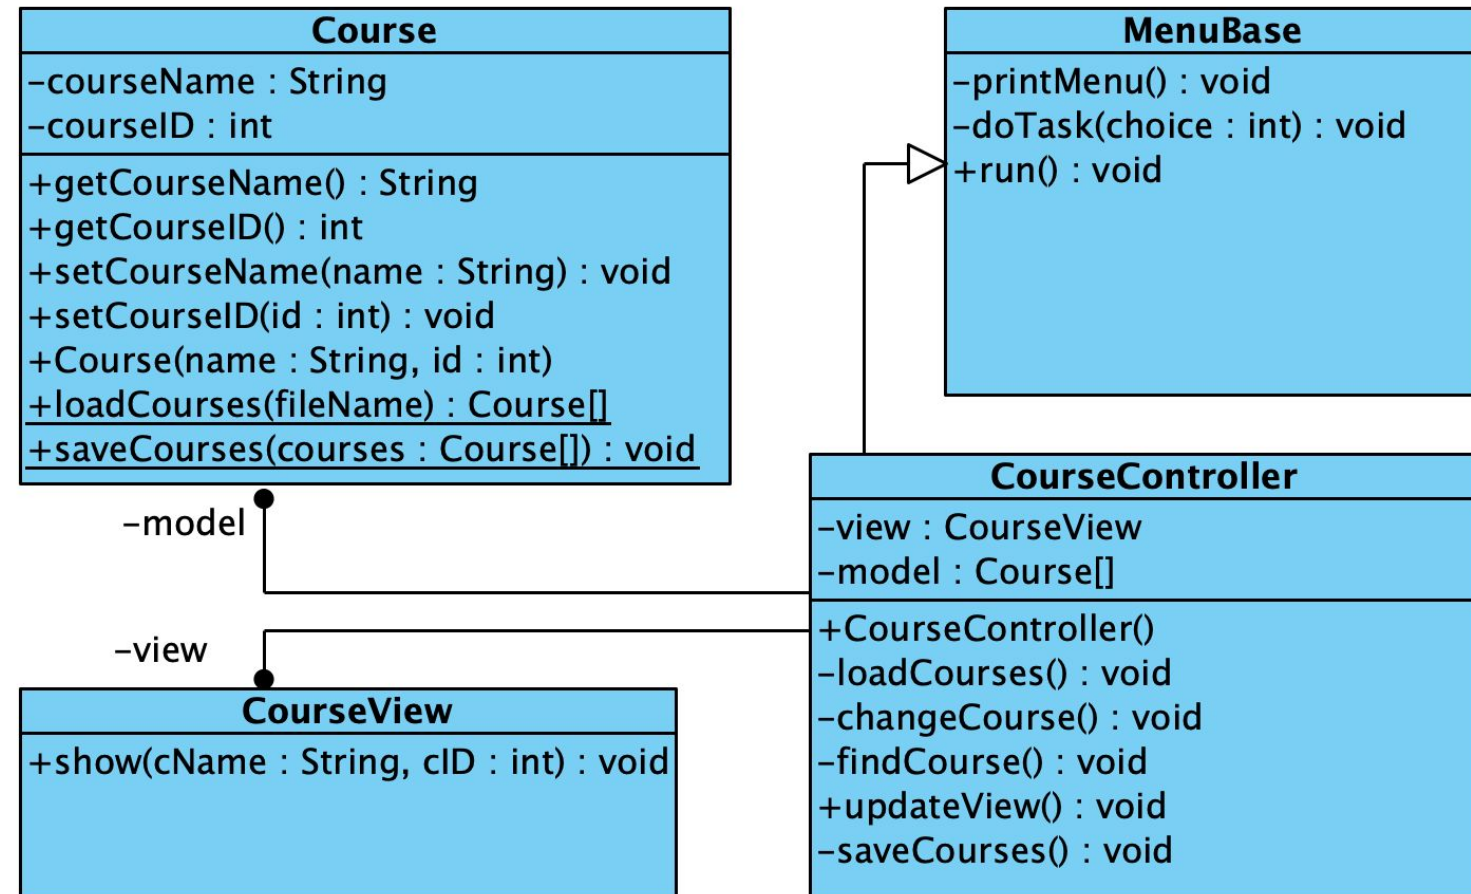 Course
-courseName : String
-courseID : int
+getCourseName() : String
+getCourseID() : int
+setCourseName(name : String) : void
+setCourseID(id : int) : void
+Course(name : String, id : int)
+loadCourses(fileName) : Course[]
+saveCourses(courses : Course[]) : void
MenuBase
-printMenu() : void
-doTask(choice : int) : void
+run() : void
-model
-view
CourseView
+show(cName : String, cID : int) : void
CourseController
-view : CourseView
-model : Course[]
+CourseController()
-loadCourses() : void
-changeCourse() : void
-findCourse() : void
+updateView() : void
-saveCourses() : void